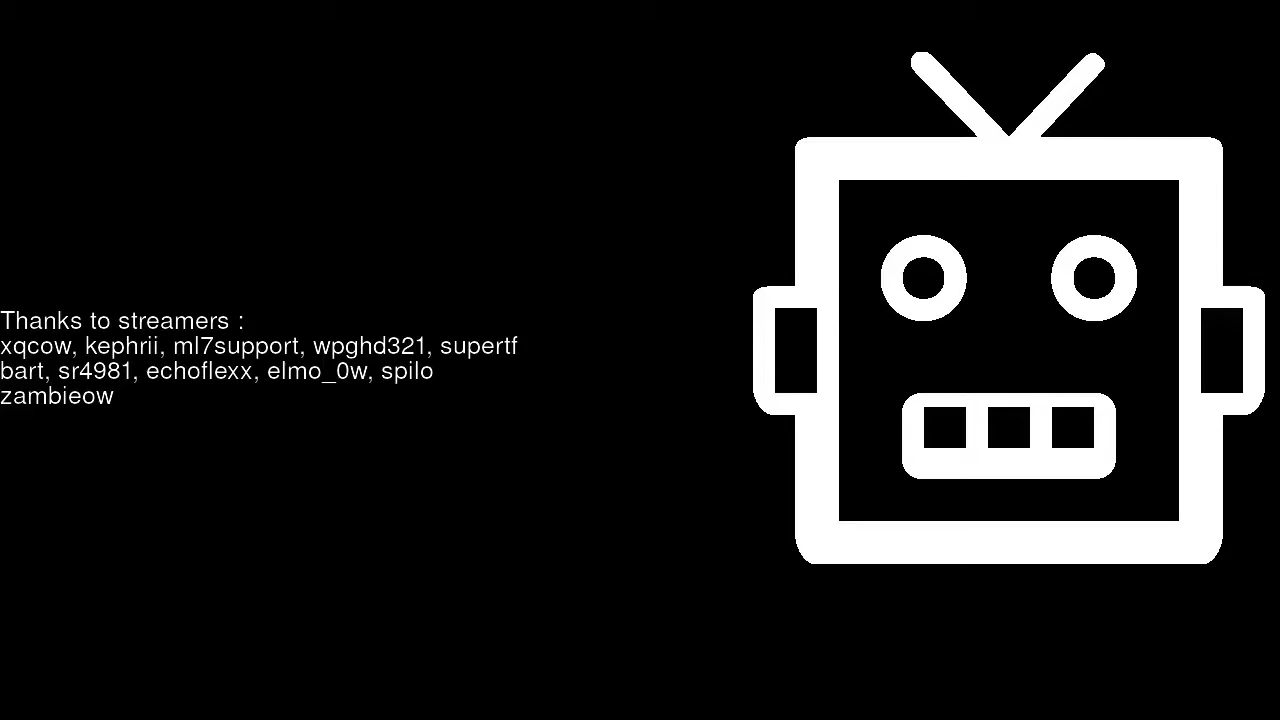 Thanks to streamers :
xqcow, kephrii, ml7support, wpghd321, supertf
bart, sr4981, echoflexx, elmo_0w, spilo
zambieow